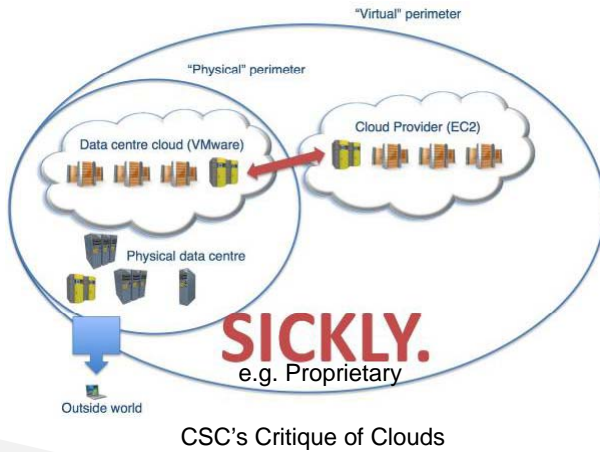 “Virtual” perimeter
“Physical” perimeter
Data centre cloud (VMware)
Cloud Provider (EC2)
Physical data centre
SICKLY.
e.g. Proprietary
Outside world
CSC's Critique of Clouds